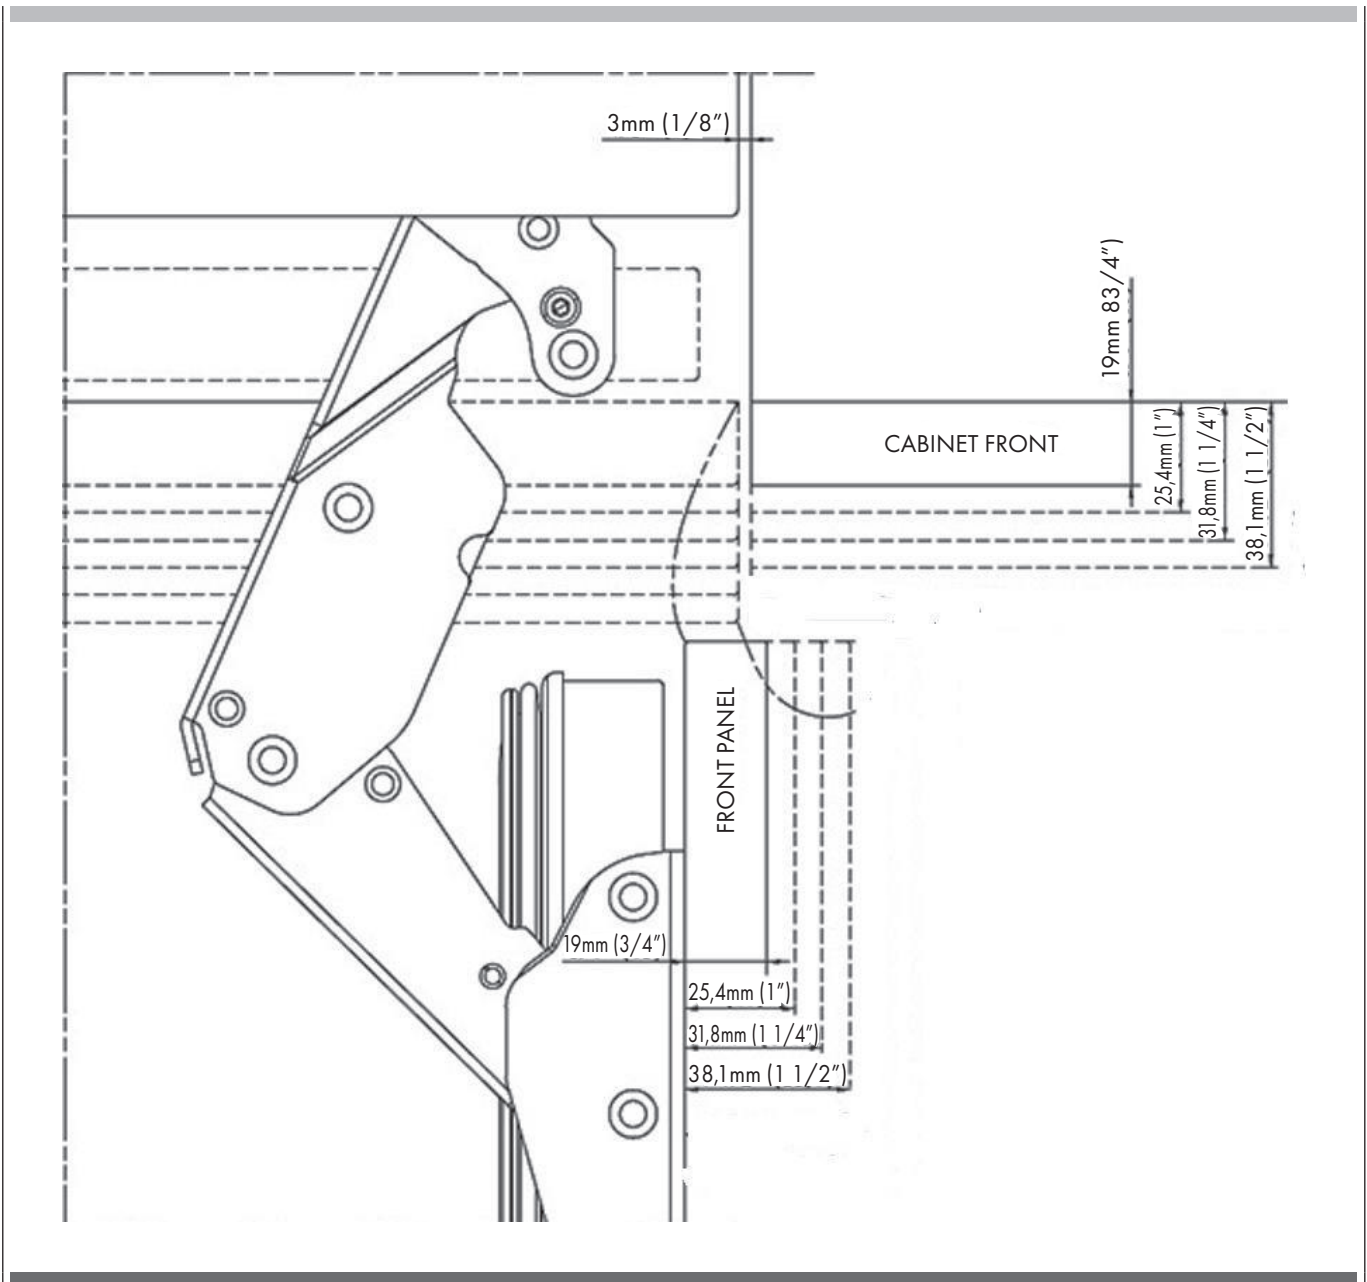 3mm (1/8”)
19mm 83/4”)
CABINET FRONT
25,4mm (1”)
31,8mm (1 1/4”)
38,1mm (1 1/2”)
FRONT PANEL
19mm (3/4”)
25,4mm (1”)
31,8mm (1 1/4”)
38,1mm (1 1/2”)